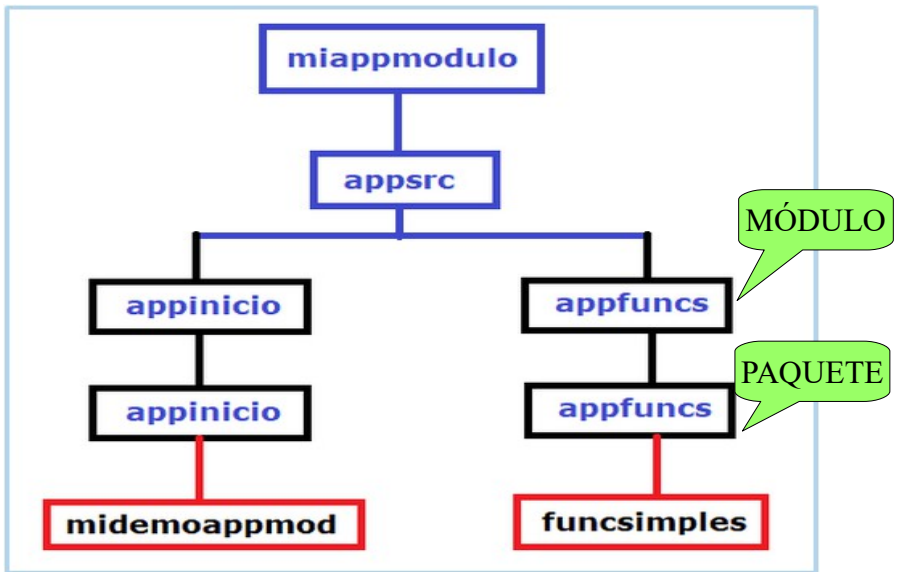 miappmodulo
appsrc
MÓDULO
appinicio
appfuncs
PAQUETE
appinicio
appfuncs
midemoappmod
funcsimples